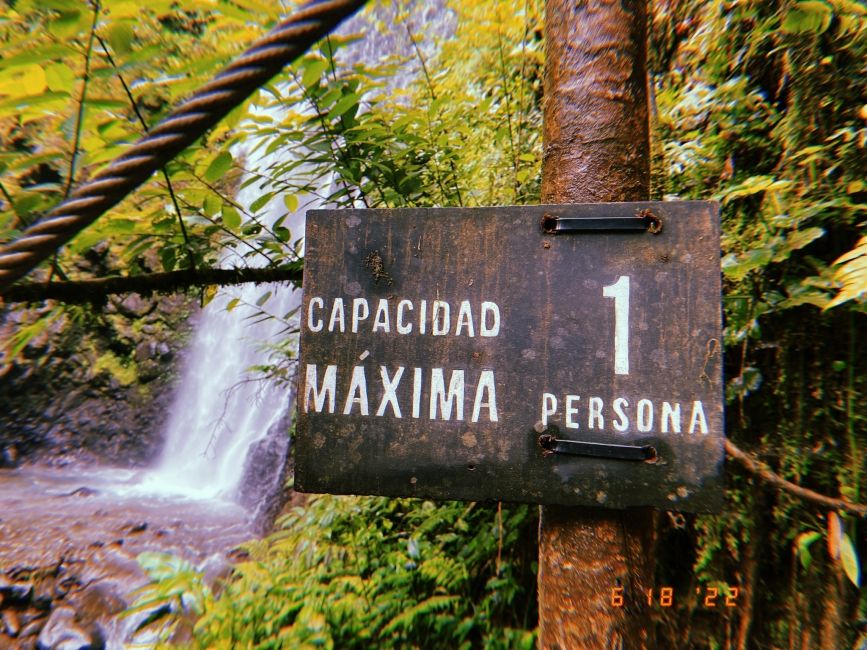 CAPACIDAD
MÁXIMA
1
PERSONA
6 18 '22